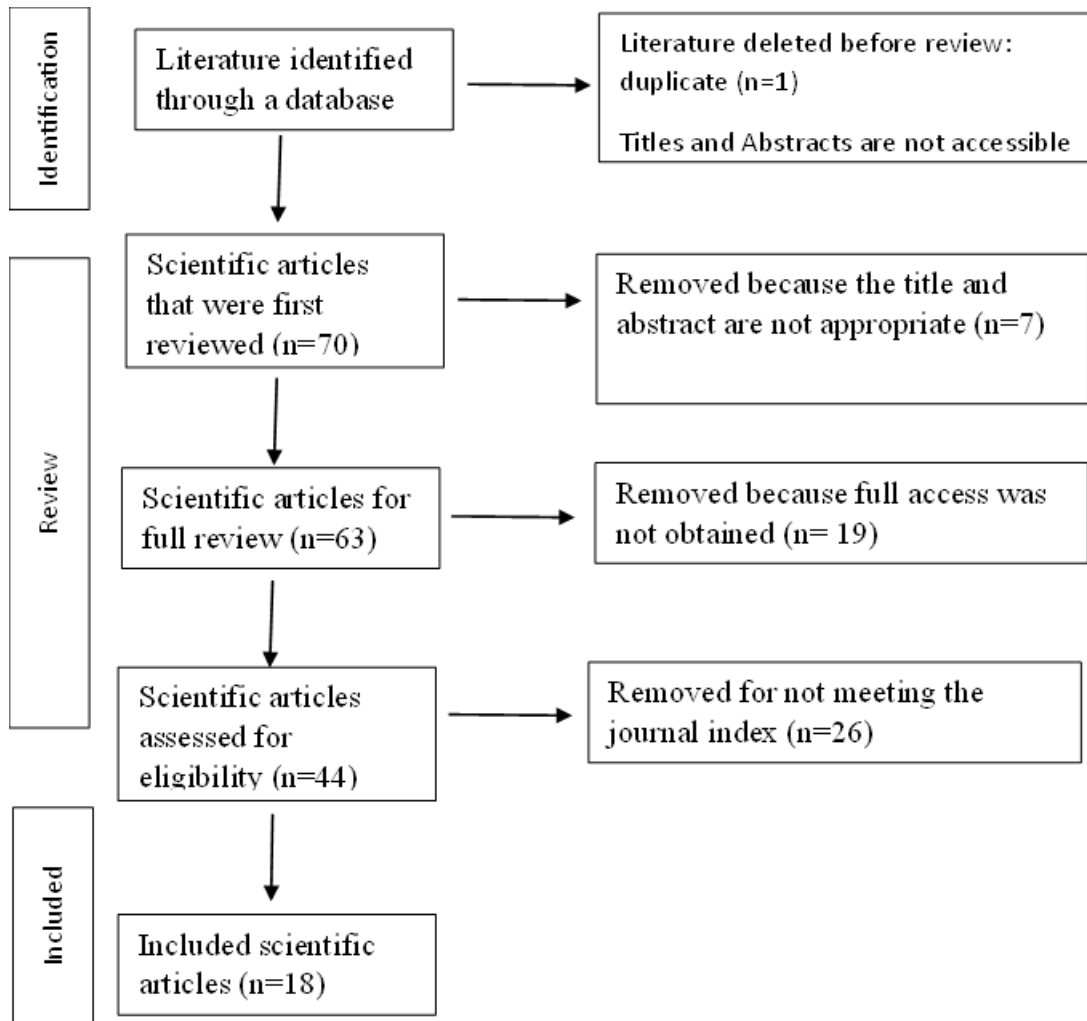 Identification
Literature identified
through a database
Literature deleted before review:
duplicate (n=1)
Titles and Abstracts are not accessible
Review
Scientific articles
that were first
reviewed (n=70)
Removed because the title and
abstract are not appropriate (n=7)
Scientific articles for
full review (n=63)
Removed because full access was
not obtained (n= 19)
Scientific articles
assessed for
eligibility (n=44)
Removed for not meeting the
journal index (n=26)
Included
Included scientific
articles (n=18)